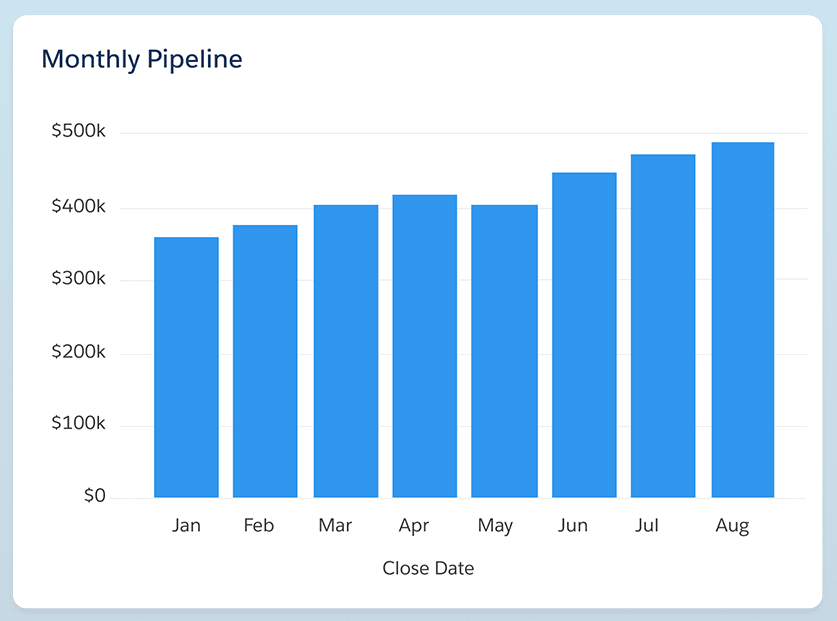 Monthly Pipeline
$500k
$400k
$300k
$200k
$100k
$0
Jan Feb Mar Apr May Jun Jul Aug
Close Date